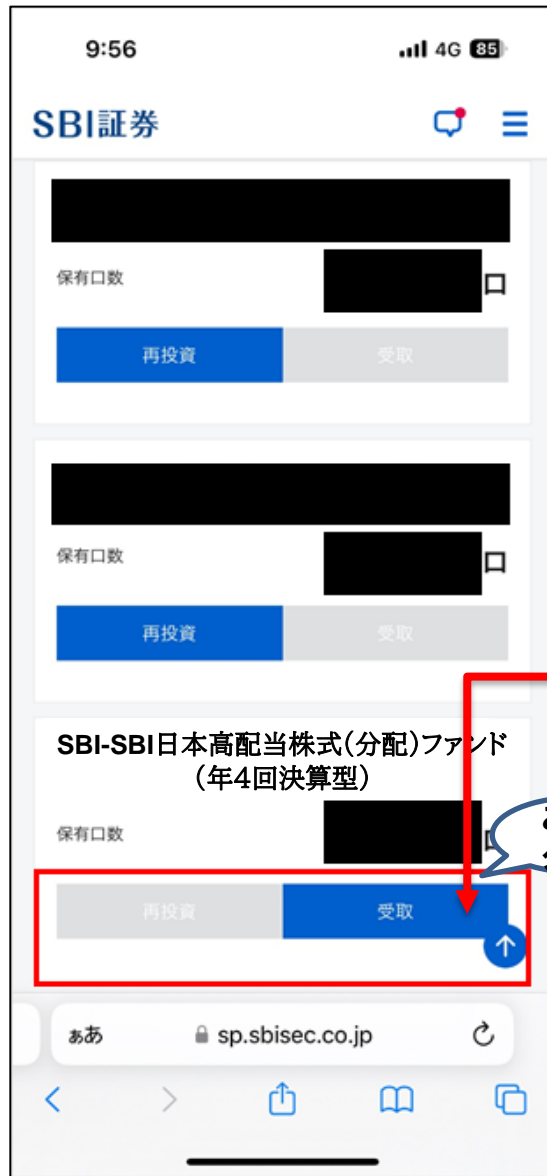 9:56
4G 85
SBI証券
保有口数
口
再投資
受取
保有口数
口
再投資
受取
SBI-SBI日本高配当株式(分配)ファンド
(年4回決算型)
保有口数
再投資
受取
ぁあ
sp.sbisec.co.jp